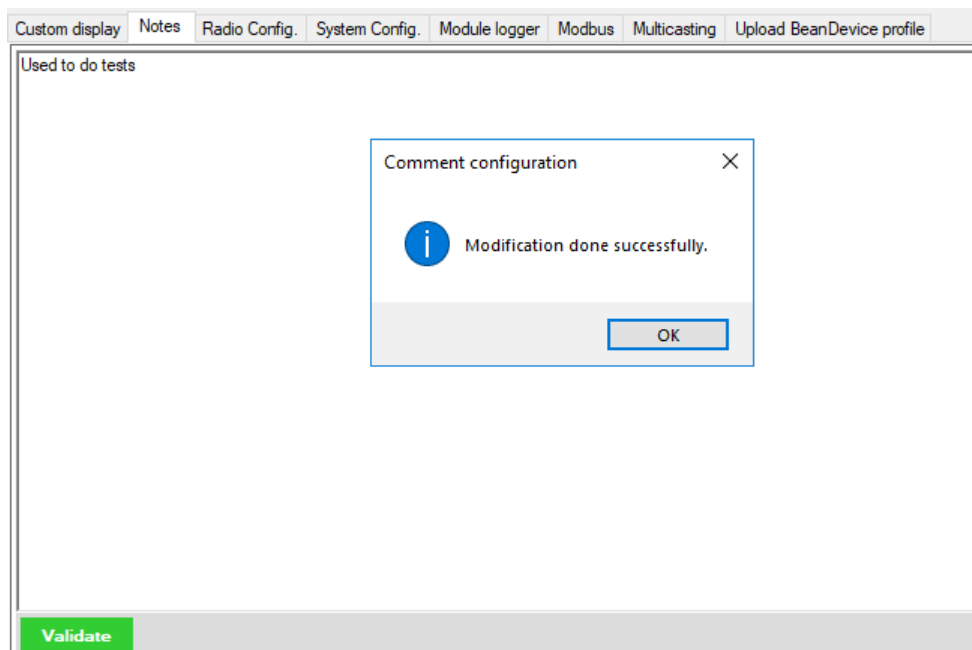 Custom display Notes Radio Config. System Config. Module logger Modbus Multicasting Upload BeanDevice profile
Used to do tests
Comment configuration
Modification done successfully.
OK
Validate